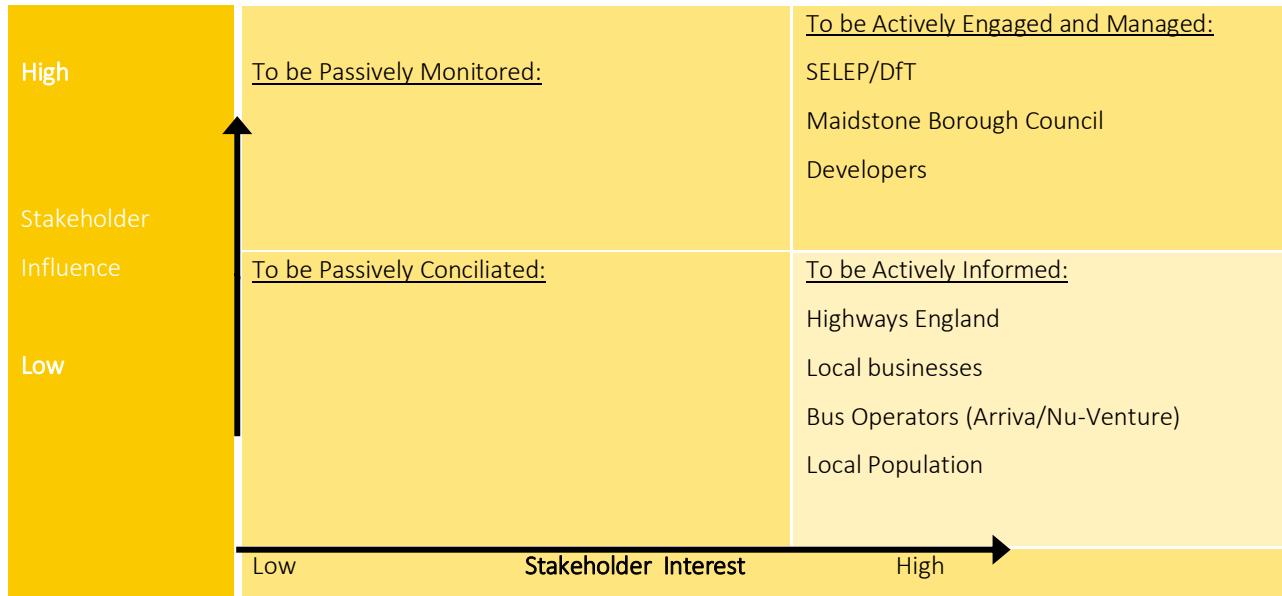 High
To be Passively Monitored:
To be Actively Engaged and Managed:
SELEP/DfT
Maidstone Borough Council
Developers
Stakeholder
Influence
To be Passively Conciliated:
To be Actively Informed:
Highways England
Low
Local businesses
Bus Operators (Arriva/Nu-Venture)
Local Population
Low
Stakeholder Interest
High